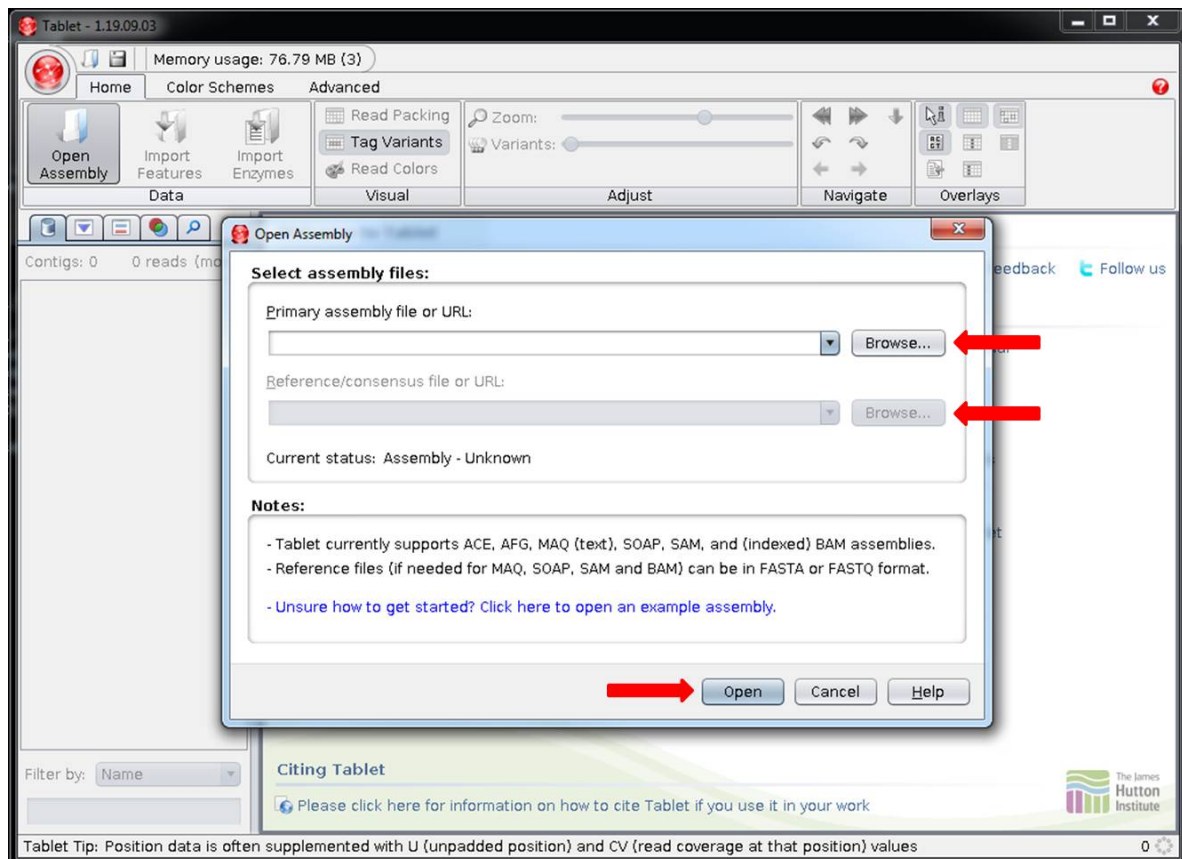 Tablet - 1.19.09.03
Memory usage: 76.79 MB (3)
Home Color Schemes Advanced
Open Assembly
Import Features
Import Enzymes
Data
Read Packing
Tag Variants
Read Colors
Visual
Zoom:
Variants:
Adjust
Navigate
Overlays
Contigs: 0 0 reads (mo
eedback Follow us
Open Assembly
Select assembly files:
Primary assembly file or URL:
Browse...
Reference/consensus file or URL:
Browse...
Current status: Assembly - Unknown
Notes:
- Tablet currently supports ACE, AFG, MAQ (text), SOAP, SAM, and (indexed) BAM assemblies.
- Reference files (if needed for MAQ, SOAP, SAM and BAM) can be in FASTA or FASTQ format.
- Unsure how to get started? Click here to open an example assembly.
Open Cancel Help
Filter by: Name
Citing Tablet
Please click here for information on how to cite Tablet if you use it in your work
The James
Hutton
Institute
Tablet Tip: Position data is often supplemented with U (unpadded position) and CV (read coverage at that position) values 0